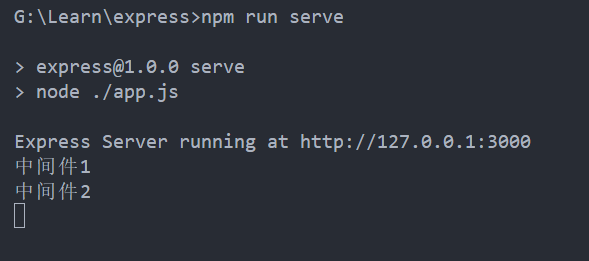 G:\Learn\express>npm run serve
> express@1.0.0 serve
> node ./app.js
Express Server running at http://127.0.0.1:3000
中间件1
中间件2